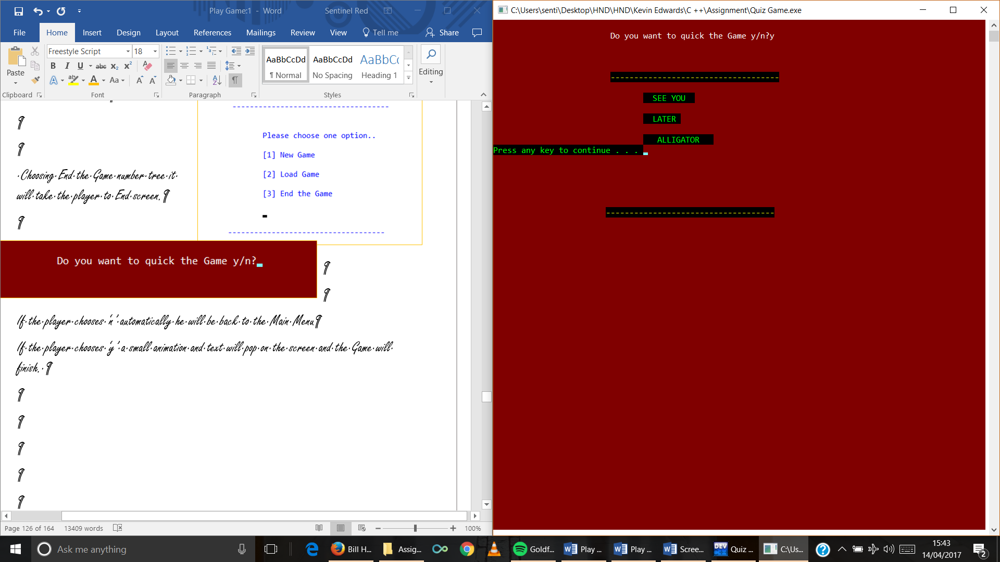 Play Game:1 - Word
Sentinel Red
File
Home
Insert
Design
Layout
References
Mailings
Review
View
Tell me
Share
Paste
Clipboard
Freestyle Script
18
Font
Paragraph
AaBbCcDd
¶ Normal
AaBbCcDd
No Spacing
AaBbCc
Heading 1
Styles
Editing
Please choose one option..
[1] New Game
[2] Load Game
[3] End the Game
Choosing End the Game number tree it
will take the player to End screen.¶
Do you want to quick the Game y/n?
If the player chooses 'n' automatically he will be back to the Main Menu¶
If the player chooses 'y' a small animation and text will pop on the screen and the Game will
finish. ¶
Page 126 of 164
13409 words
100%
C:\Users\senti\Desktop\HND\HND\Kevin Edwards\C ++\Assignment\Quiz Game.exe
Do you want to quick the Game y/n?y
-----------------------------------
SEE YOU
LATER
ALLIGATOR
Press any key to continue . . .
-----------------------------------
Ask me anything
Bill H...
Assig...
Goldf...
Play ...
Play ...
Scree...
Quiz ...
C:\Us...
15:43
14/04/2017
2